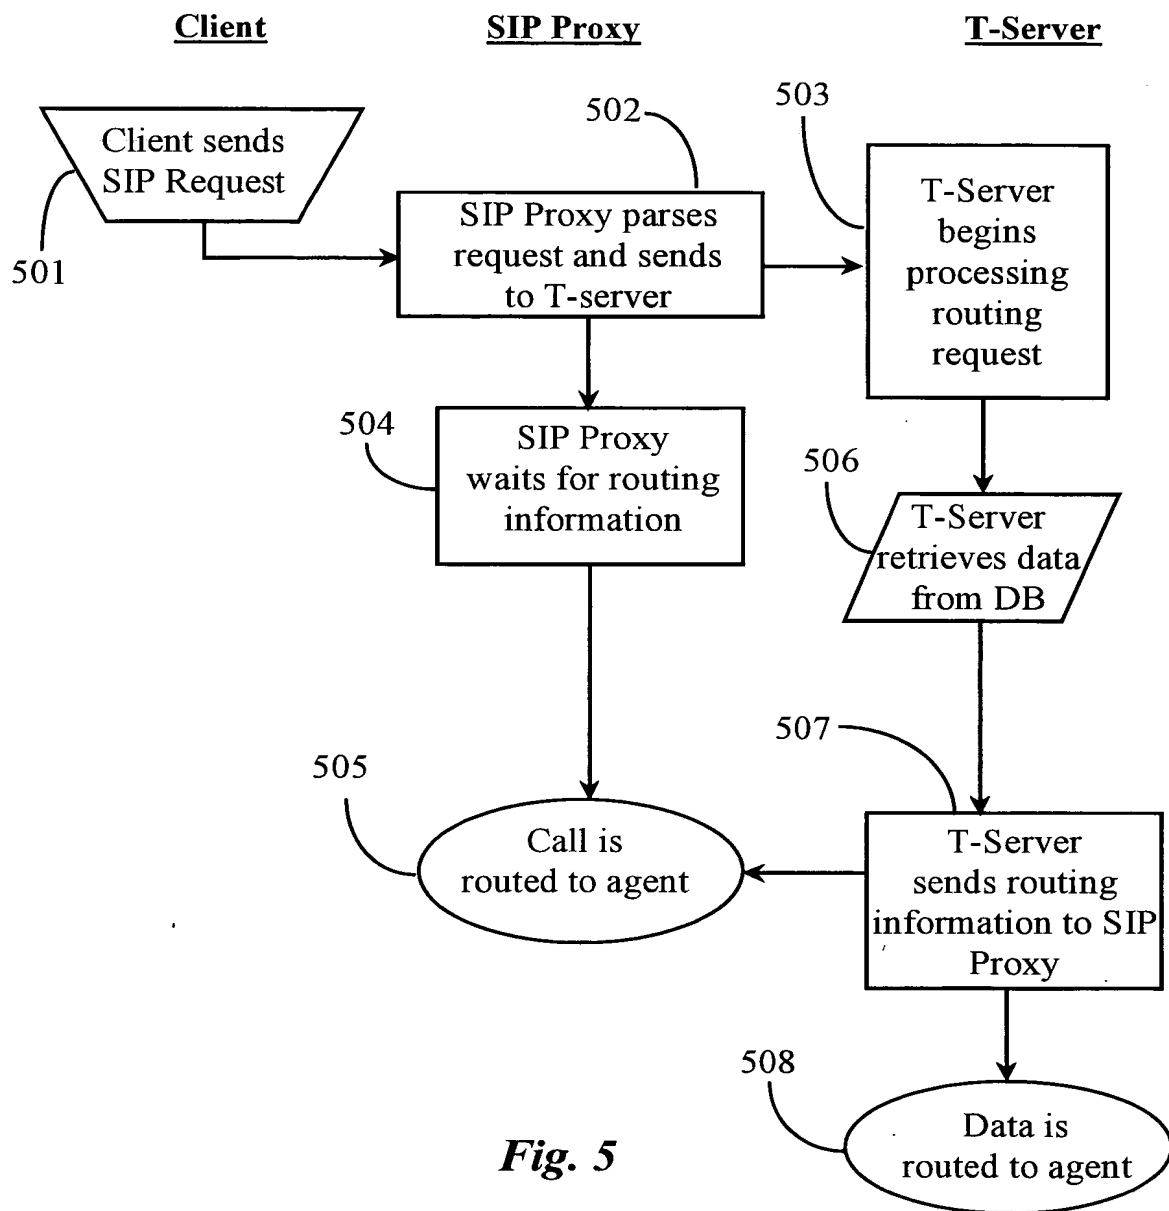 Client
SIP Proxy
T-Server
Client sends
SIP Request
501
502
SIP Proxy parses
request and sends
to T-server
503
T-Server
begins
processing
routing
request
504
SIP Proxy
waits for routing
information
506
T-Server
retrieves data
from DB
505
Call is
routed to agent
507
T-Server
sends routing
information to SIP
Proxy
508
Data is
routed to agent
Fig. 5